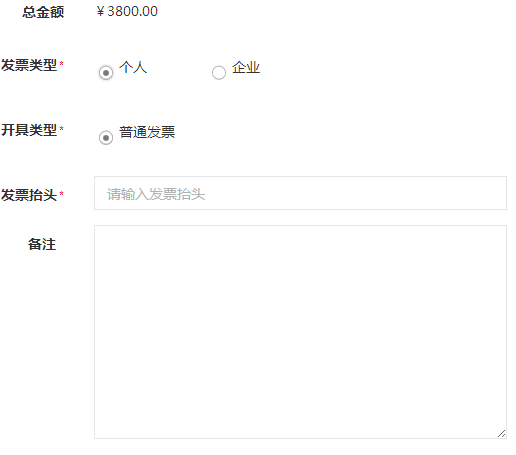 总金额 ¥3800.00
发票类型* 个人 企业
开具类型* 普通发票
发票抬头* 请输入发票抬头
备注